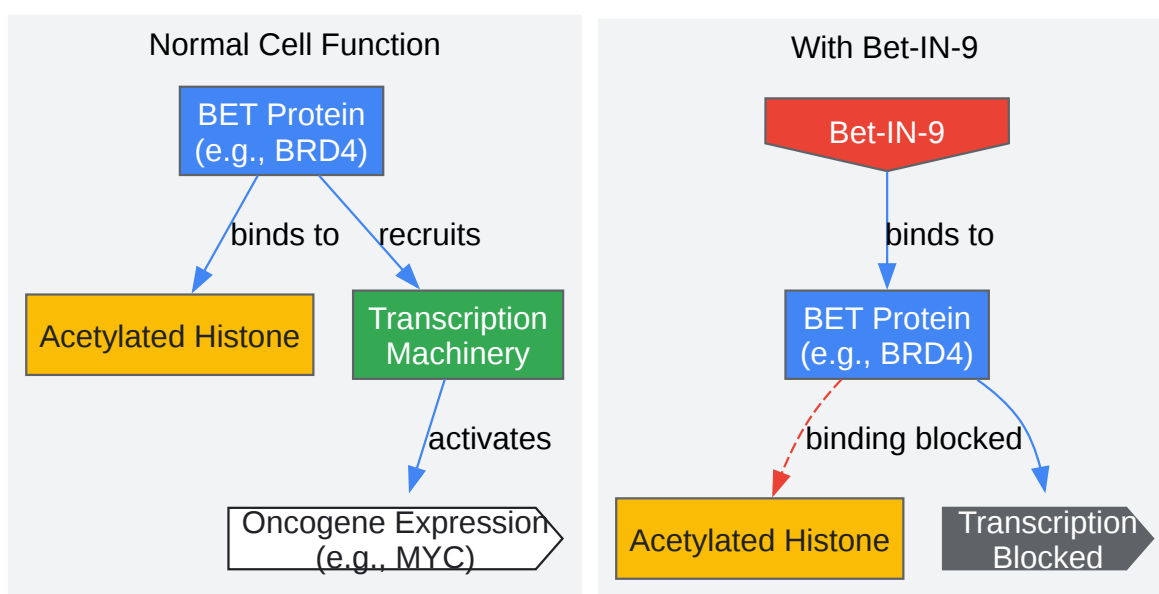 Normal Cell Function
BET Protein
(e.g., BRD4)
binds to
recruits
Acetylated Histone
Transcription
Machinery
activates
Oncogene Expression
(e.g., MYC)
With Bet-IN-9
Bet-IN-9
binds to
BET Protein
(e.g., BRD4)
binding blocked
Acetylated Histone
Transcription
Blocked